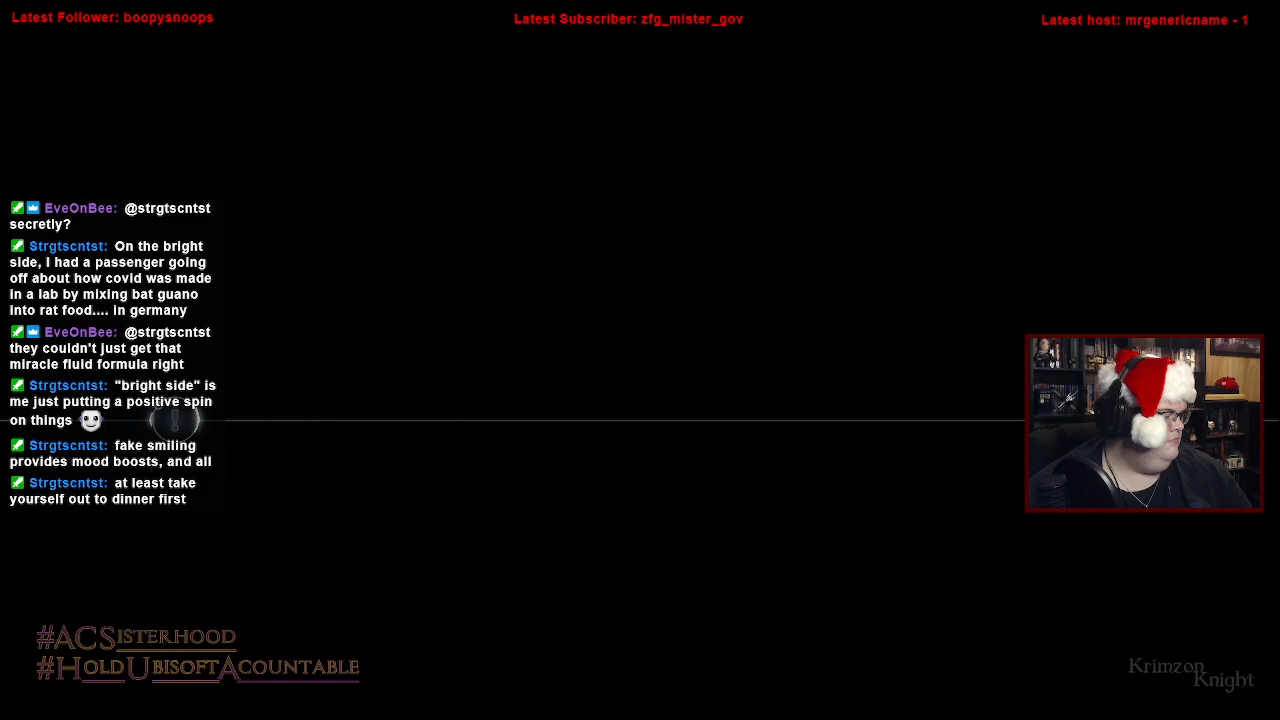 Latest Follower: boopysnoops
Latest Subscriber: zfg_mister_gov
Latest host: mrgenericname - 1
EveOnBee: @strgtscntst
secretly?
Strgtscntst: On the bright
side, I had a passenger going
off about how covid was made
in a lab by mixing bat guano
into rat food.... in germany
EveOnBee: @strgtscntst
they couldn't just get that
miracle fluid formula right
Strgtscntst: "bright side" is
me just putting a positive spin
on things
Strgtscntst: fake smiling
provides mood boosts, and all
Strgtscntst: at least take
yourself out to dinner first
#ACSisterhood
#HoldUbisoftAcountable
Krimzon
Knight